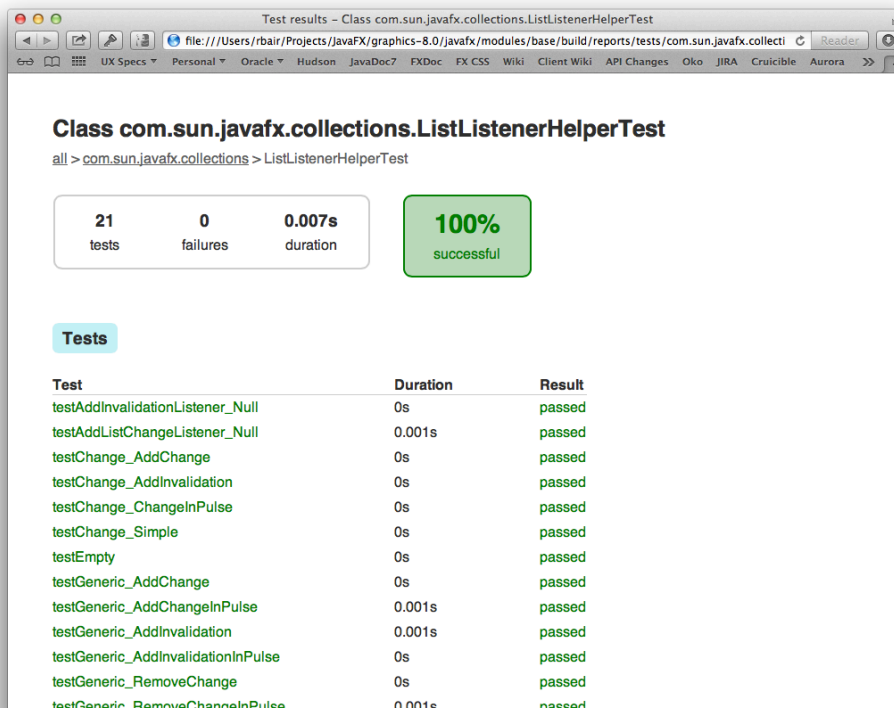 Test results – Class com.sun.javafx.collections.ListListenerHelperTest
file:///Users/rbair/Projects/JavaFX/graphics-8.0/javafx/modules/base/build/reports/tests/com.sun.javafx.collecti Reader
UX Specs Personal Oracle Hudson JavaDoc7 FXDoc FX CSS Wiki Client Wiki API Changes Oko JIRA Crucible Aurora >>
Class com.sun.javafx.collections.ListListenerHelperTest
all > com.sun.javafx.collections > ListListenerHelperTest
21 0 0.007s 100%
tests failures duration successful
Tests
Test Duration Result
testAddInvalidationListener_Null 0s passed
testAddListChangeListener_Null 0.001s passed
testChange_AddChange 0s passed
testChange_AddInvalidation 0s passed
testChange_ChangeInPulse 0s passed
testChange_Simple 0s passed
testEmpty 0s passed
testGeneric_AddChange 0s passed
testGeneric_AddChangeInPulse 0.001s passed
testGeneric_AddInvalidation 0.001s passed
testGeneric_AddInvalidationInPulse 0s passed
testGeneric_RemoveChange 0s passed
testGeneric_RemoveChangeInPulse 0.001s passed